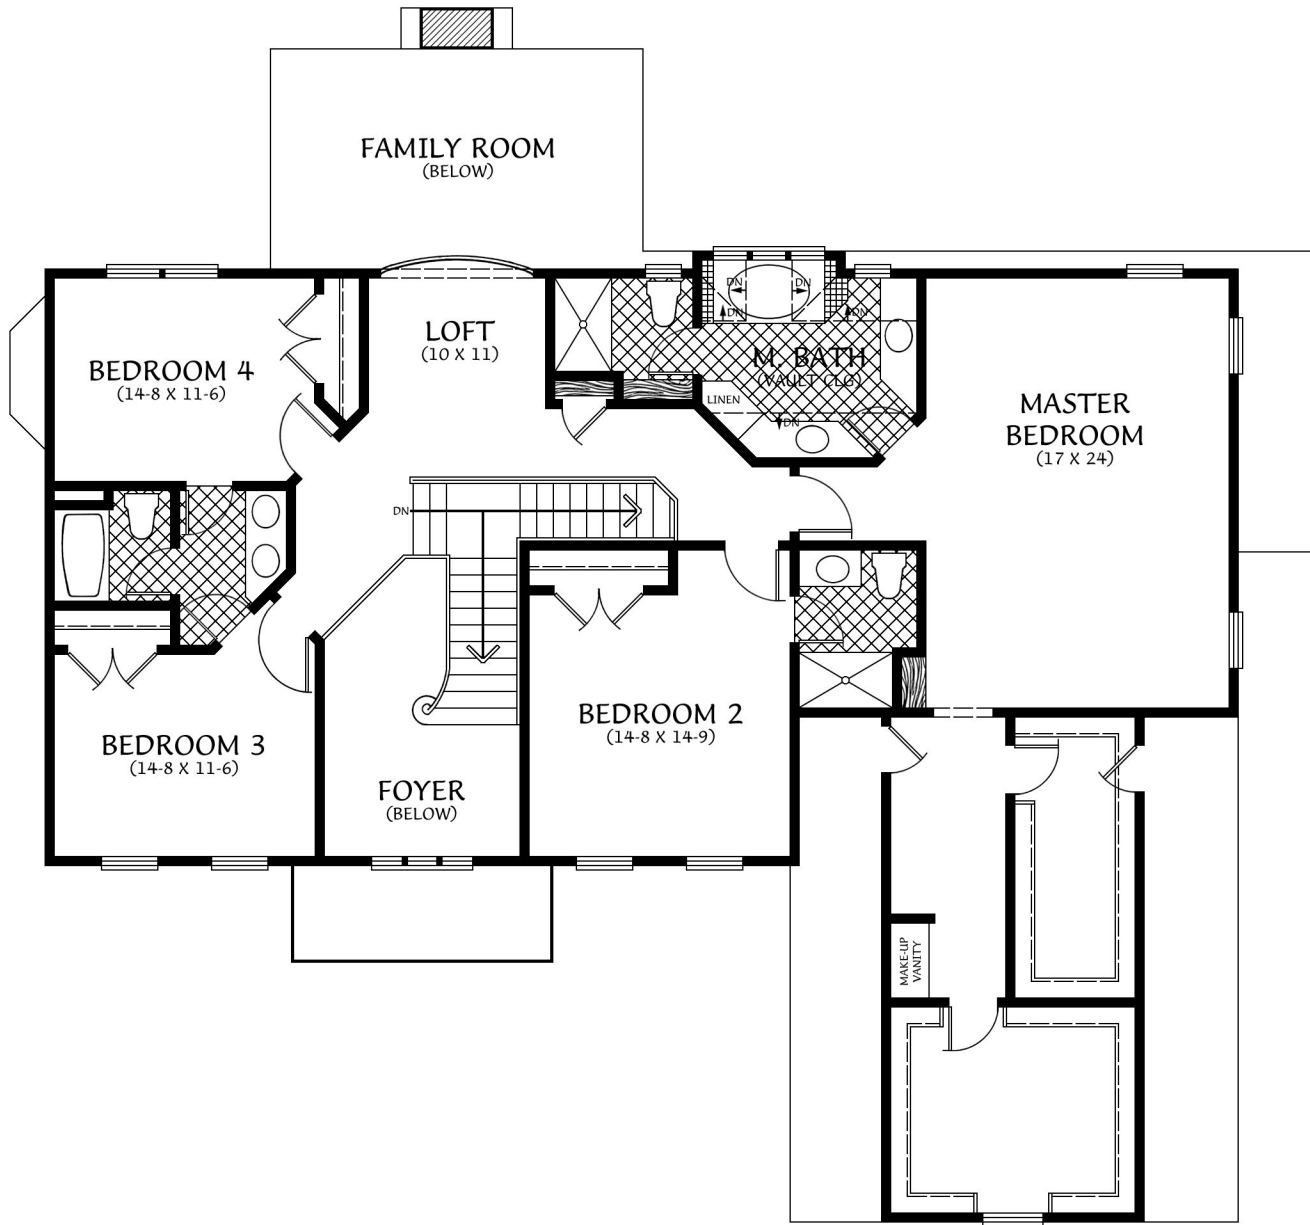 FAMILY ROOM
(BELOW)
LOFT
(10 X 11)
BEDROOM 4
(14-8 X 11-6)
DN
DN
DN
DN
M. BATH
(VAULT CLG)
LINEN
DN
MASTER
BEDROOM
(17 X 24)
DN
BEDROOM 3
(14-8 X 11-6)
FOYER
(BELOW)
BEDROOM 2
(14-8 X 14-9)
MAKE-UP
VANITY